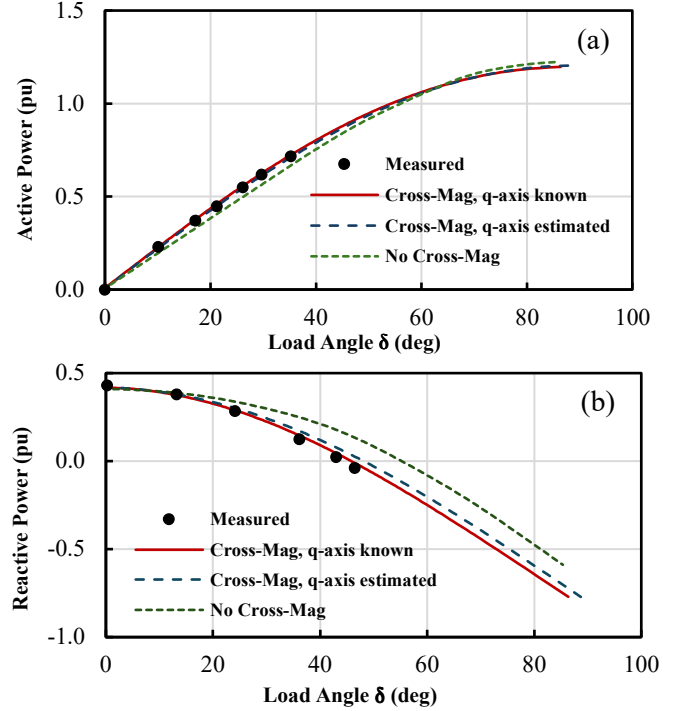 1.5
(a)
1.0
Active Power (pu)
Measured
Cross-Mag, q-axis known
0.5
Cross-Mag, q-axis estimated
No Cross-Mag
0.0
0 20 40 60 80 100
Load Angle δ (deg)
0.5
(b)
0.0
Reactive Power (pu)
Measured
-0.5
Cross-Mag, q-axis known
Cross-Mag, q-axis estimated
No Cross-Mag
-1.0
0 20 40 60 80 100
Load Angle δ (deg)